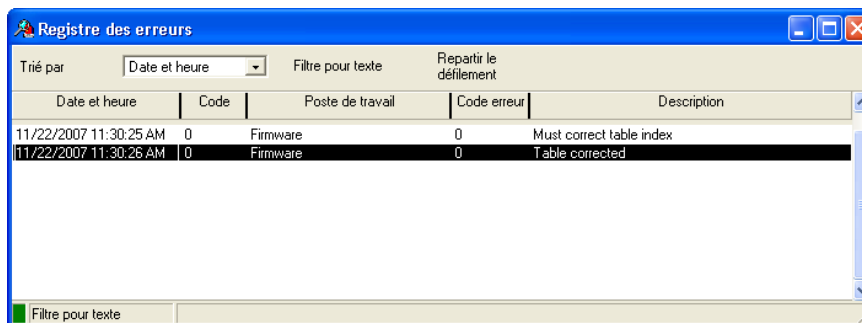 Registre des erreurs
Trié par Date et heure Filtre pour texte Repartir le défilement
Date et heure Code Poste de travail Code erreur Description
11/22/2007 11:30:25 AM 0 Firmware 0 Must correct table index
11/22/2007 11:30:26 AM 0 Firmware 0 Table corrected
Filtre pour texte